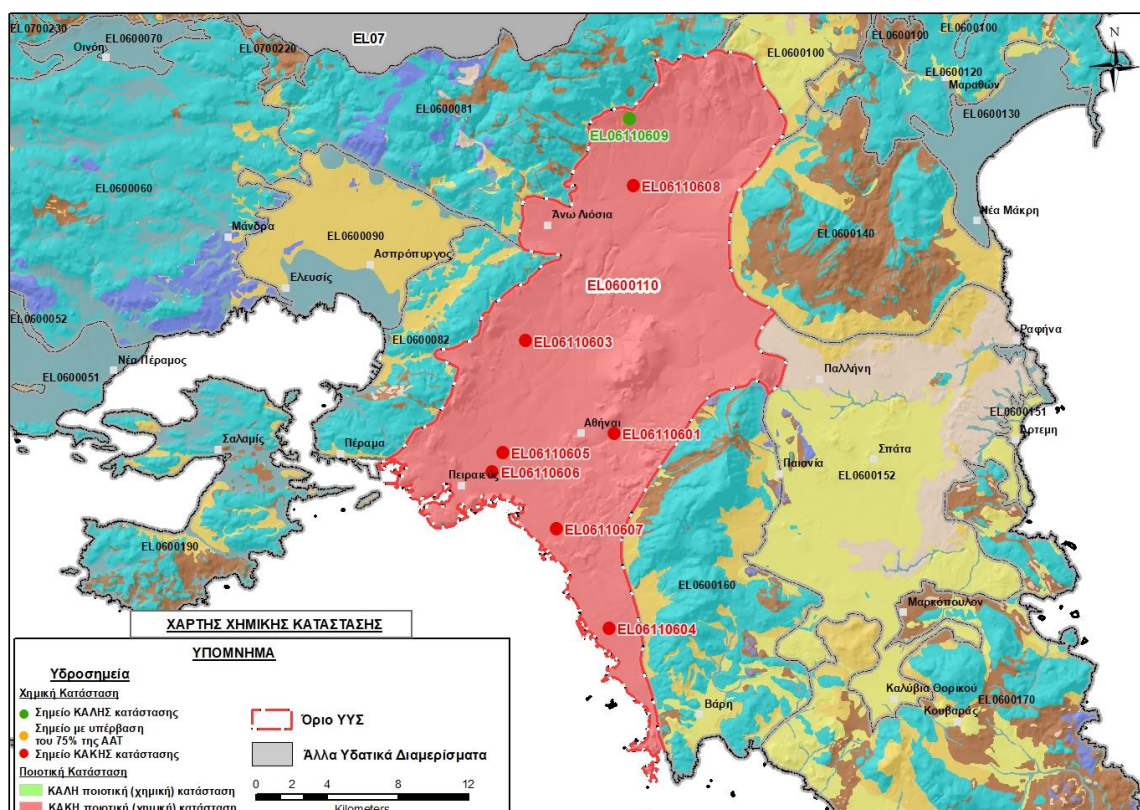 EL0700230
EL0600070
Οινόη
EL0700220
EL07
EL0600081
EL0600100
EL0600100
EL0600100
EL0600120
Μαραθών
EL0600130
N
EL06110609
EL06110608
EL0600060
Μάνδρα
EL0600090
Ασπρόπυργος
Ελευσίς
Άνω Λιόσια
EL0600140
Νέα Μάκρη
EL0600110
EL0600052
EL0600051
Νέα Πέραμος
EL0600082
EL06110603
Ραφήνα
Παλλήνη
EL0600151
Άρτεμη
Αθήναι
EL06110601
Σαλαμίς
Πέραμα
EL06110605
EL06110606
Πειραιεύς
Παιανία
Σπάτα
EL0600152
EL06110607
EL0600190
EL0600160
EL06110604
Μαρκόπουλον
Καλύβια Θορικού
EL0600170
Κουβαράς
Βάρη
ΧΑΡΤΗΣ ΧΗΜΙΚΗΣ ΚΑΤΑΣΤΑΣΗΣ
ΥΠΟΜΝΗΜΑ
Υδροσημεία
Χημική Κατάσταση
Σημείο ΚΑΛΗΣ κατάστασης
Σημείο με υπέρβαση
του 75% της ΑΑΤ
Σημείο ΚΑΚΗΣ κατάστασης
Ποιοτική Κατάσταση
ΚΑΛΗ ποιοτική (χημική) κατάσταση
ΚΑΚΗ ποιοτική (χημική) κατάσταση
Όριο ΥΥΣ
Άλλα Υδατικά Διαμερίσματα
0 2 4 8 12
Kilometers